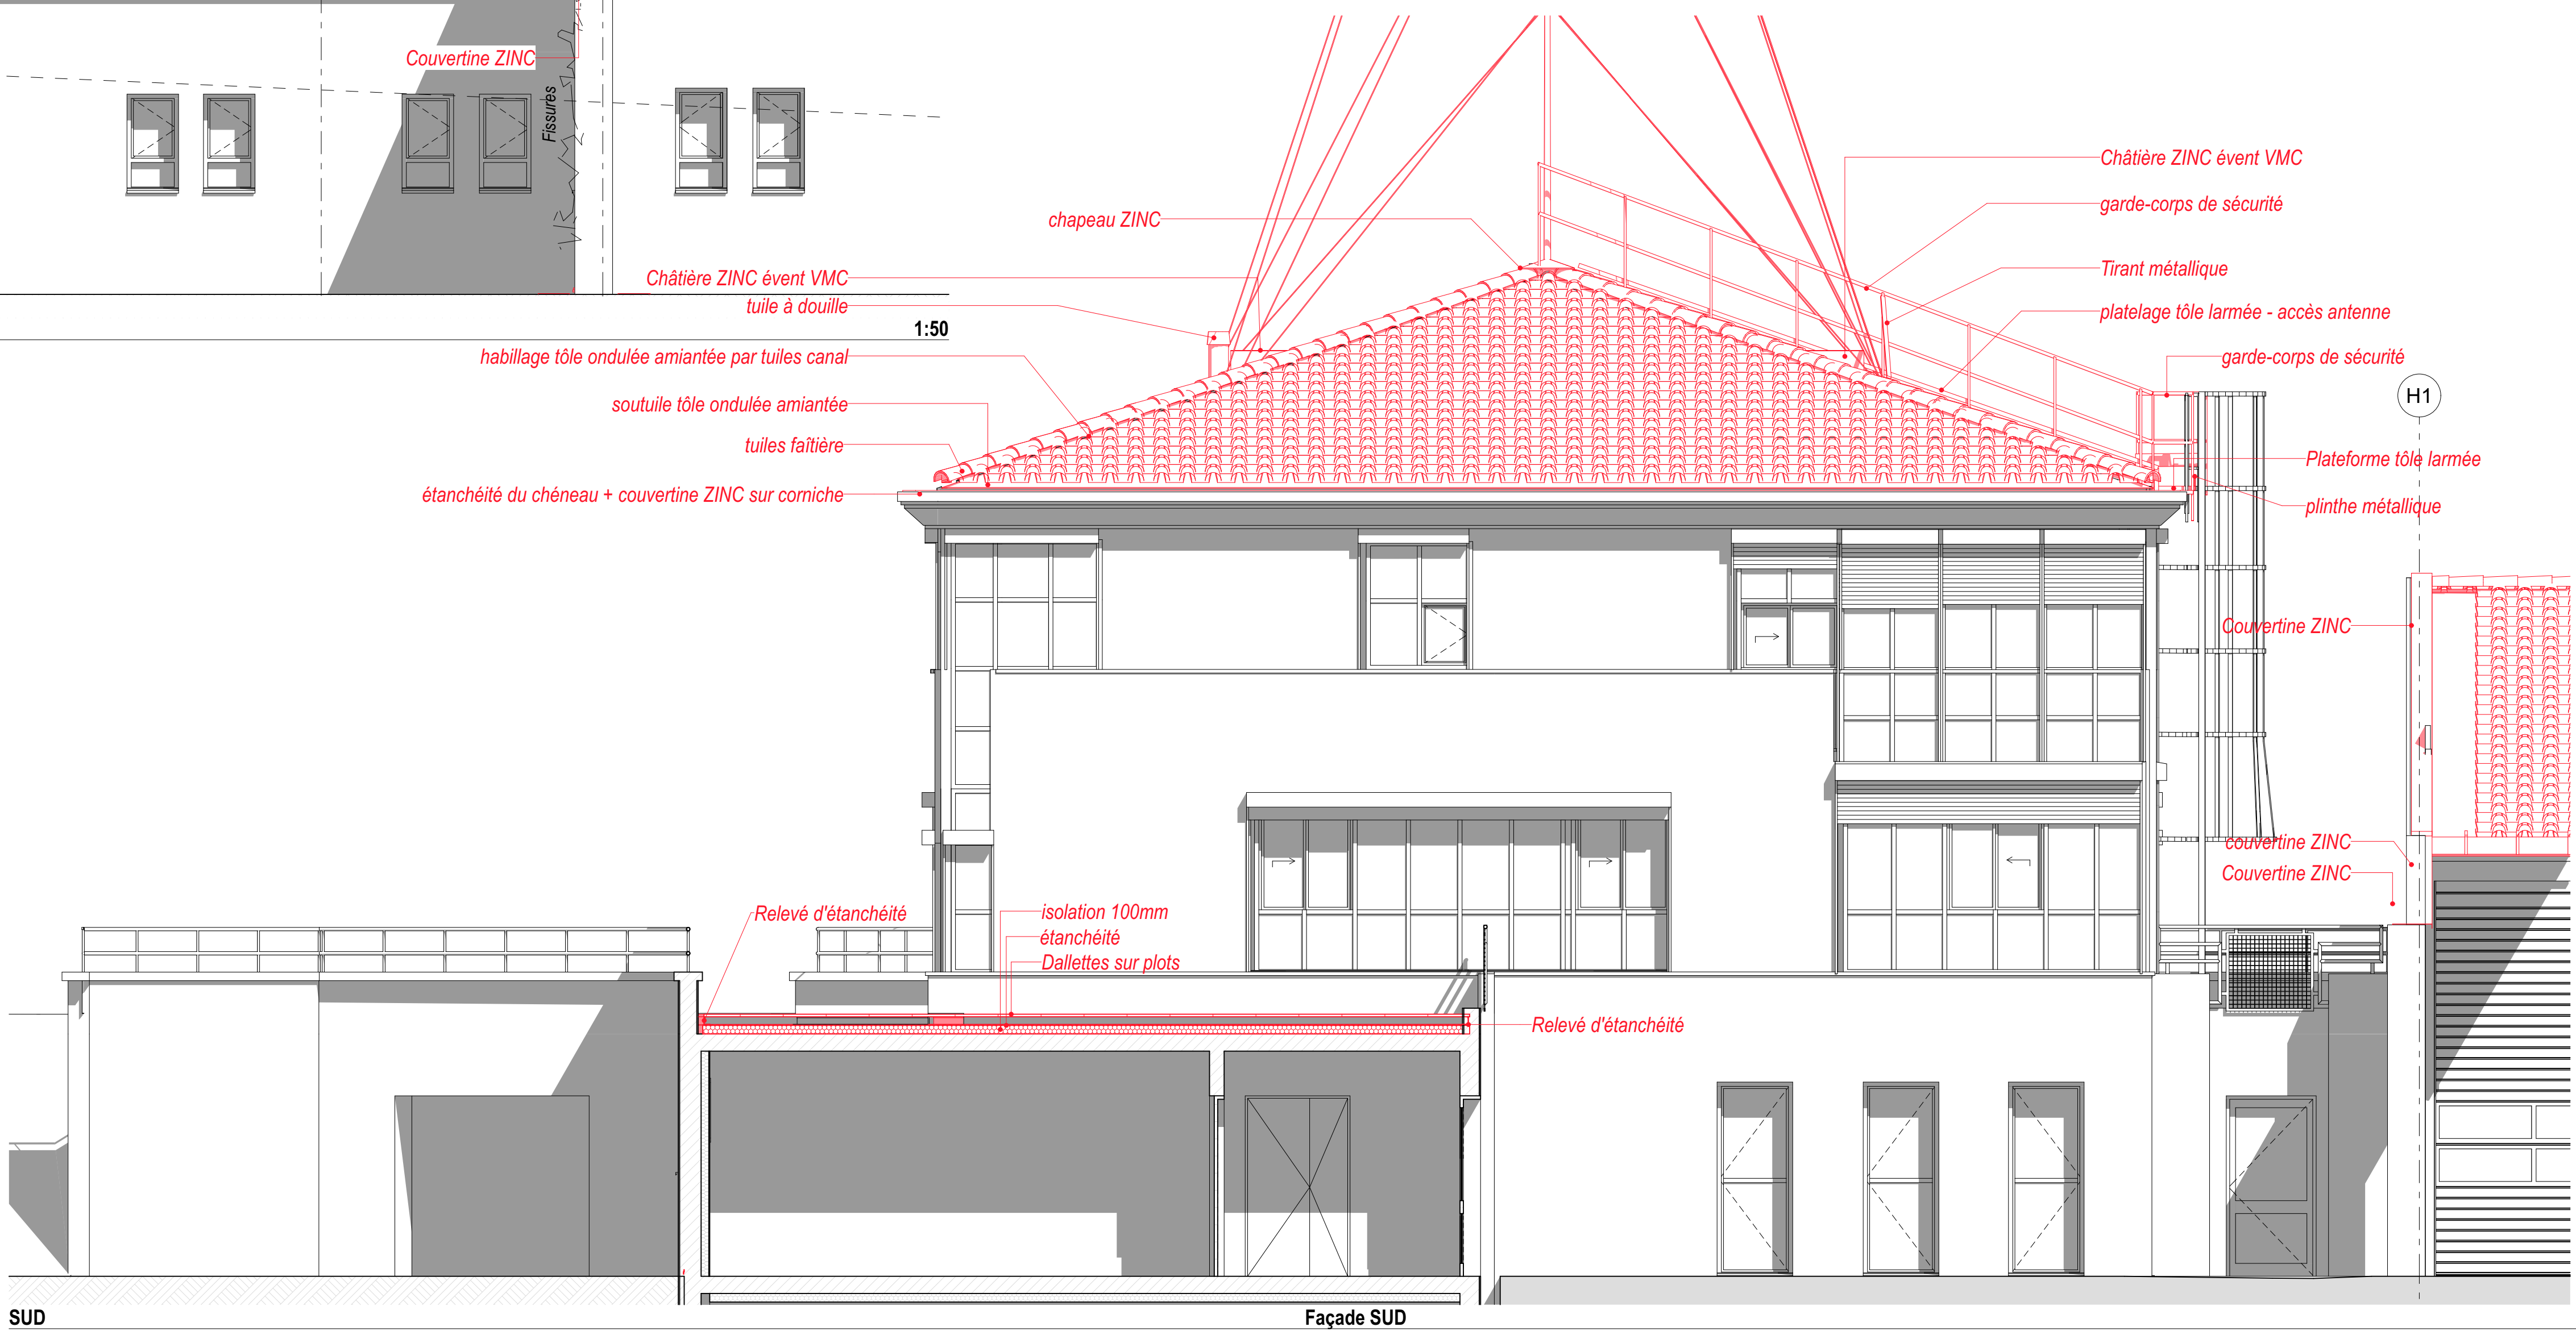 Couvertine ZINC
Fissures
1:50
Châtière ZINC évent VMC
chapeau ZINC
garde-corps de sécurité
Tirant métallique
Châtière ZINC évent VMC
tuile à douille
platelage tôle larmée - accès antenne
habillage tôle ondulée amiantée par tuiles canal
garde-corps de sécurité
H1
soutuile tôle ondulée amiantée
tuiles faîtière
Plateforme tôle larmée
étanchéité du chéneau + couvertine ZINC sur corniche
plinthe métallique
Couvertine ZINC
couvertine ZINC
Couvertine ZINC
Relevé d'étanchéité
isolation 100mm
étanchéité
Dallettes sur plots
Relevé d'étanchéité
SUD
Façade SUD